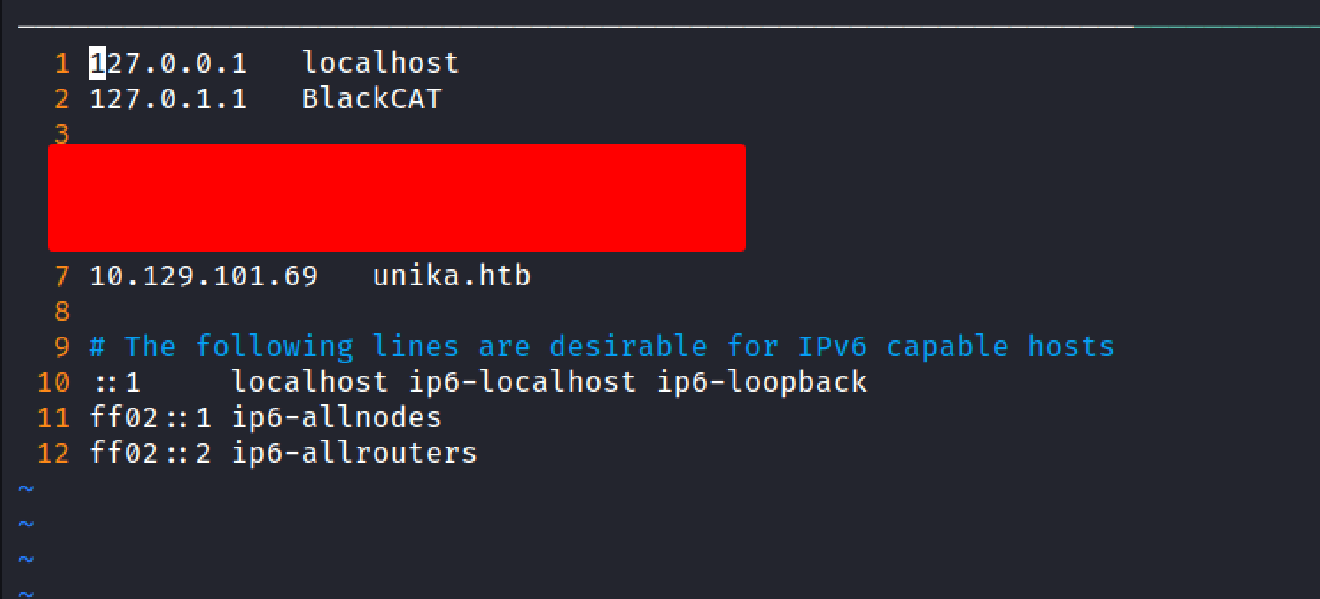 1 127.0.0.1   localhost
2 127.0.1.1   BlackCAT
3
7 10.129.101.69   unika.htb
8
9 # The following lines are desirable for IPv6 capable hosts
10 ::1     localhost ip6-localhost ip6-loopback
11 ff02::1 ip6-allnodes
12 ff02::2 ip6-allrouters
~
~
~
~